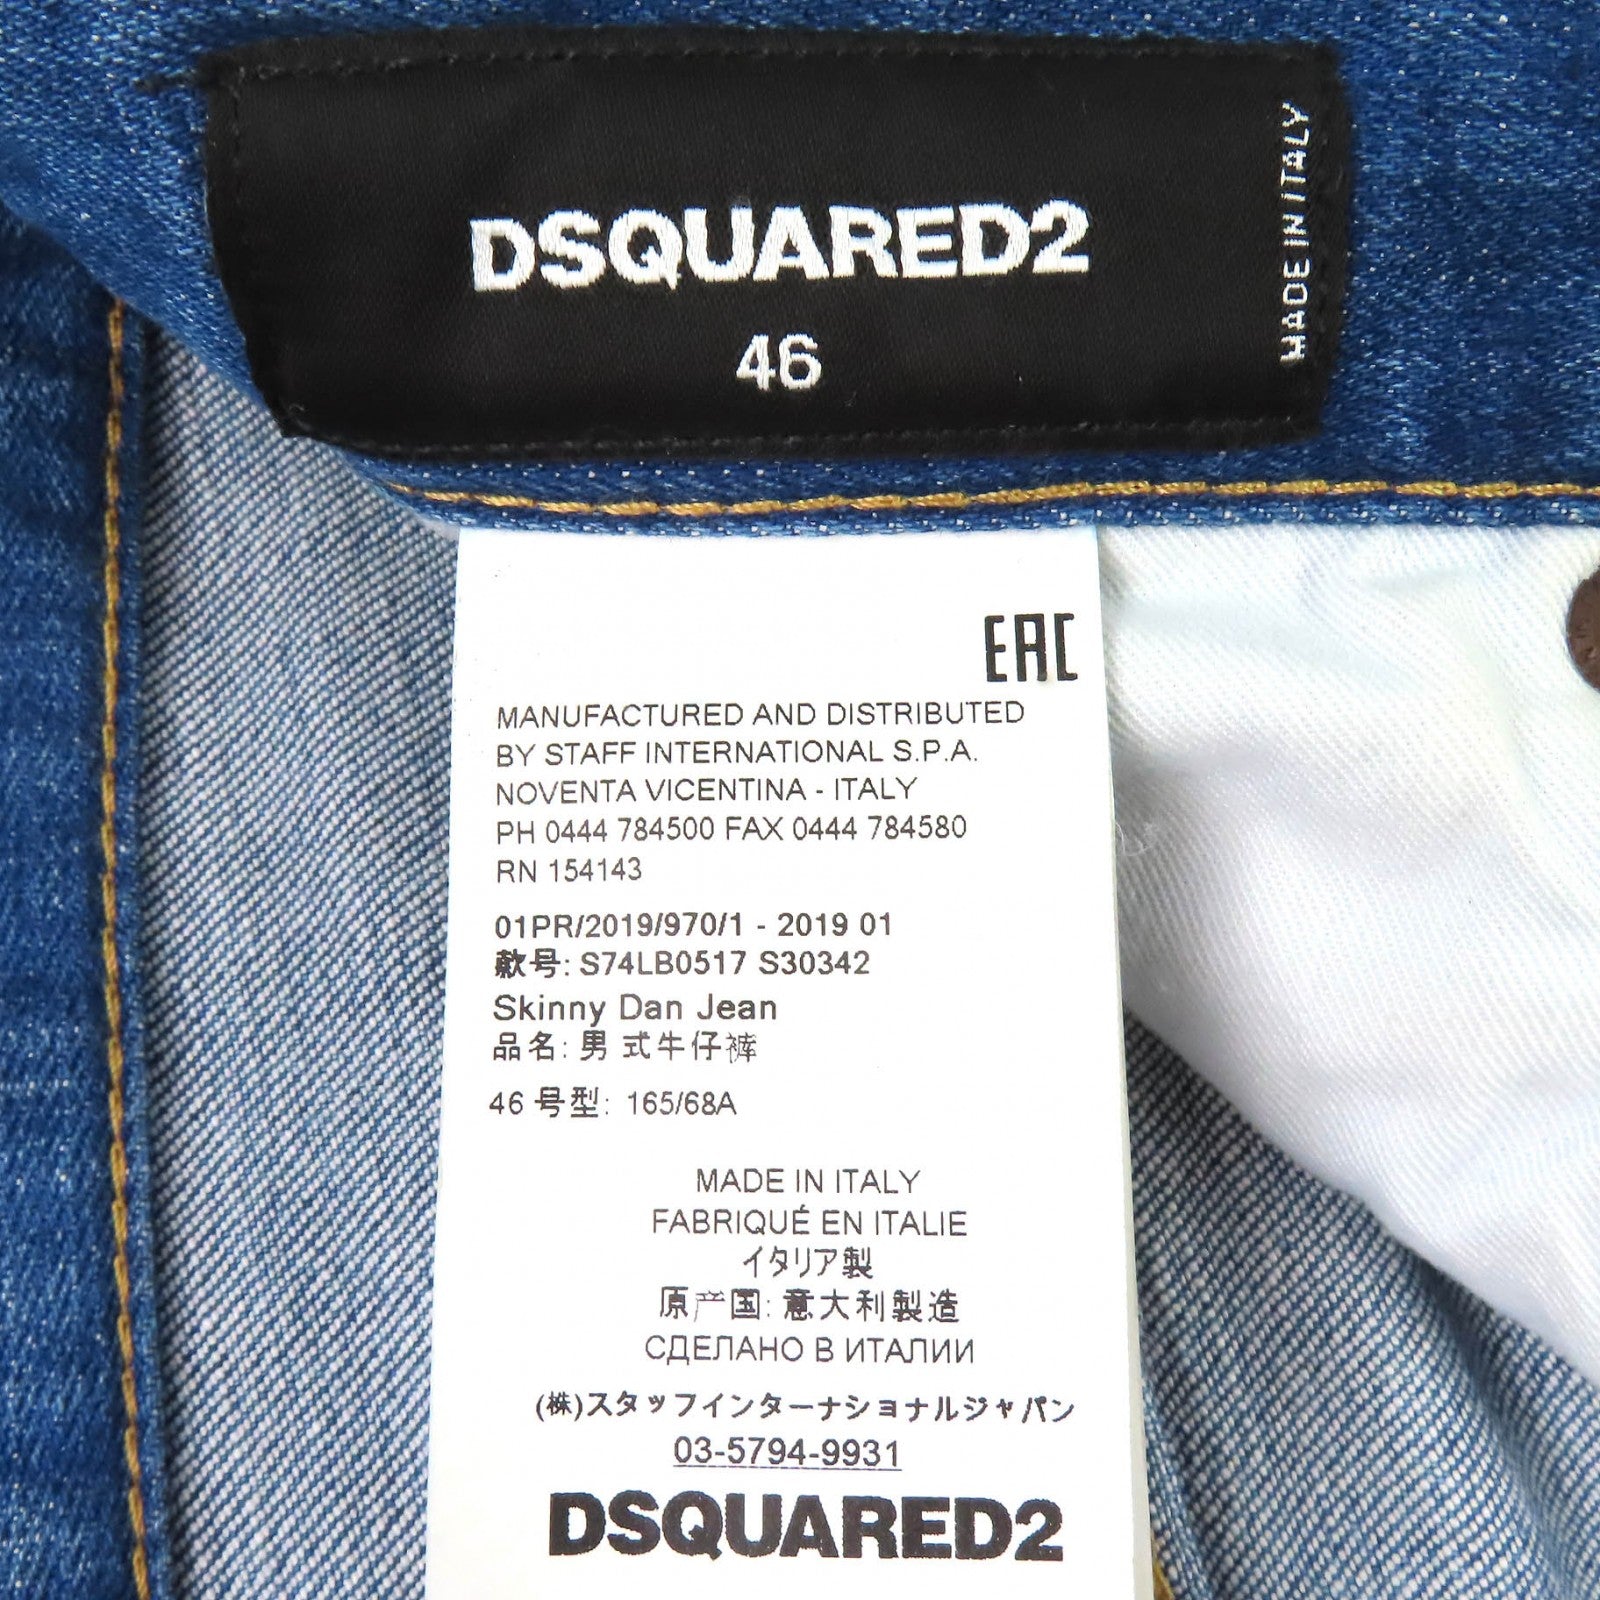 DSQUARED2
46
MADE IN ITALY
EAC
MANUFACTURED AND DISTRIBUTED
BY STAFF INTERNATIONAL S.P.A.
NOVENTA VICENTINA - ITALY
PH 0444 784500 FAX 0444 784580
RN 154143
01PR/2019/970/1 - 2019 01
款号: S74LB0517 S30342
Skinny Dan Jean
品名: 男 式牛仔裤
46 号型: 165/68A
MADE IN ITALY
FABRIQUÉ EN ITALIE
イタリア製
原产国: 意大利製造
СДЕЛАНО В ИТАЛИИ
(株)スタッフインターナショナルジャパン
03-5794-9931
DSQUARED2